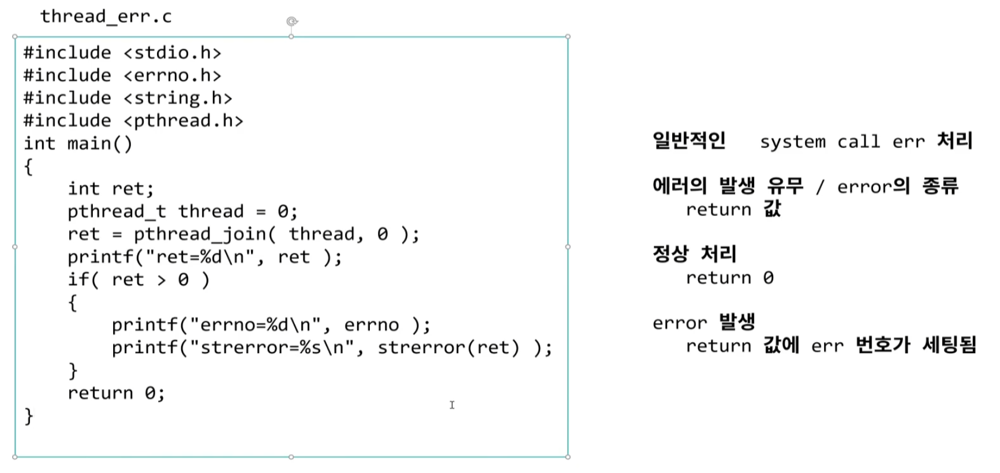 thread_err.c
#include <stdio.h>
#include <errno.h>
#include <string.h>
#include <pthread.h>
int main()
{
    int ret;
    pthread_t thread = 0;
    ret = pthread_join( thread, 0 );
    printf("ret=%d\n", ret );
    if( ret > 0 )
    {
        printf("errno=%d\n", errno );
        printf("strerror=%s\n", strerror(ret) );
    }
    return 0;
}
일반적인 system call err 처리
에러의 발생 유무 / error의 종류
return 값
정상 처리
return 0
error 발생
return 값에 err 번호가 세팅됨